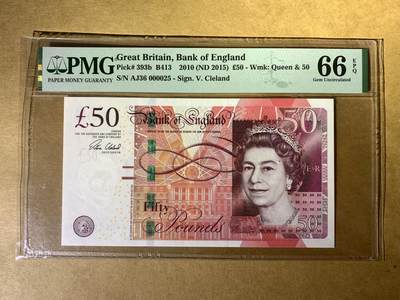 PMG
PAPER MONEY GUARANTY
Great Britain, Bank of England
Pick# 393b B413 2010 (ND 2015) £50 - Wmk: Queen & 50
S/N AJ36 000025 - Sign. V. Cleland
66 EPQ
Gem Uncirculated
£50
Bank of England
50
E·R
Fifty
Pounds
50